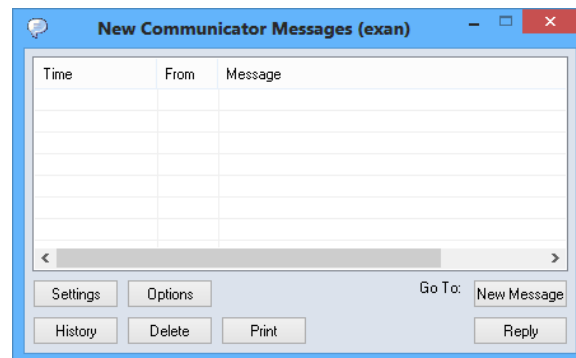 New Communicator Messages (exan)
Time From Message
Settings Options Go To: New Message
History Delete Print Reply